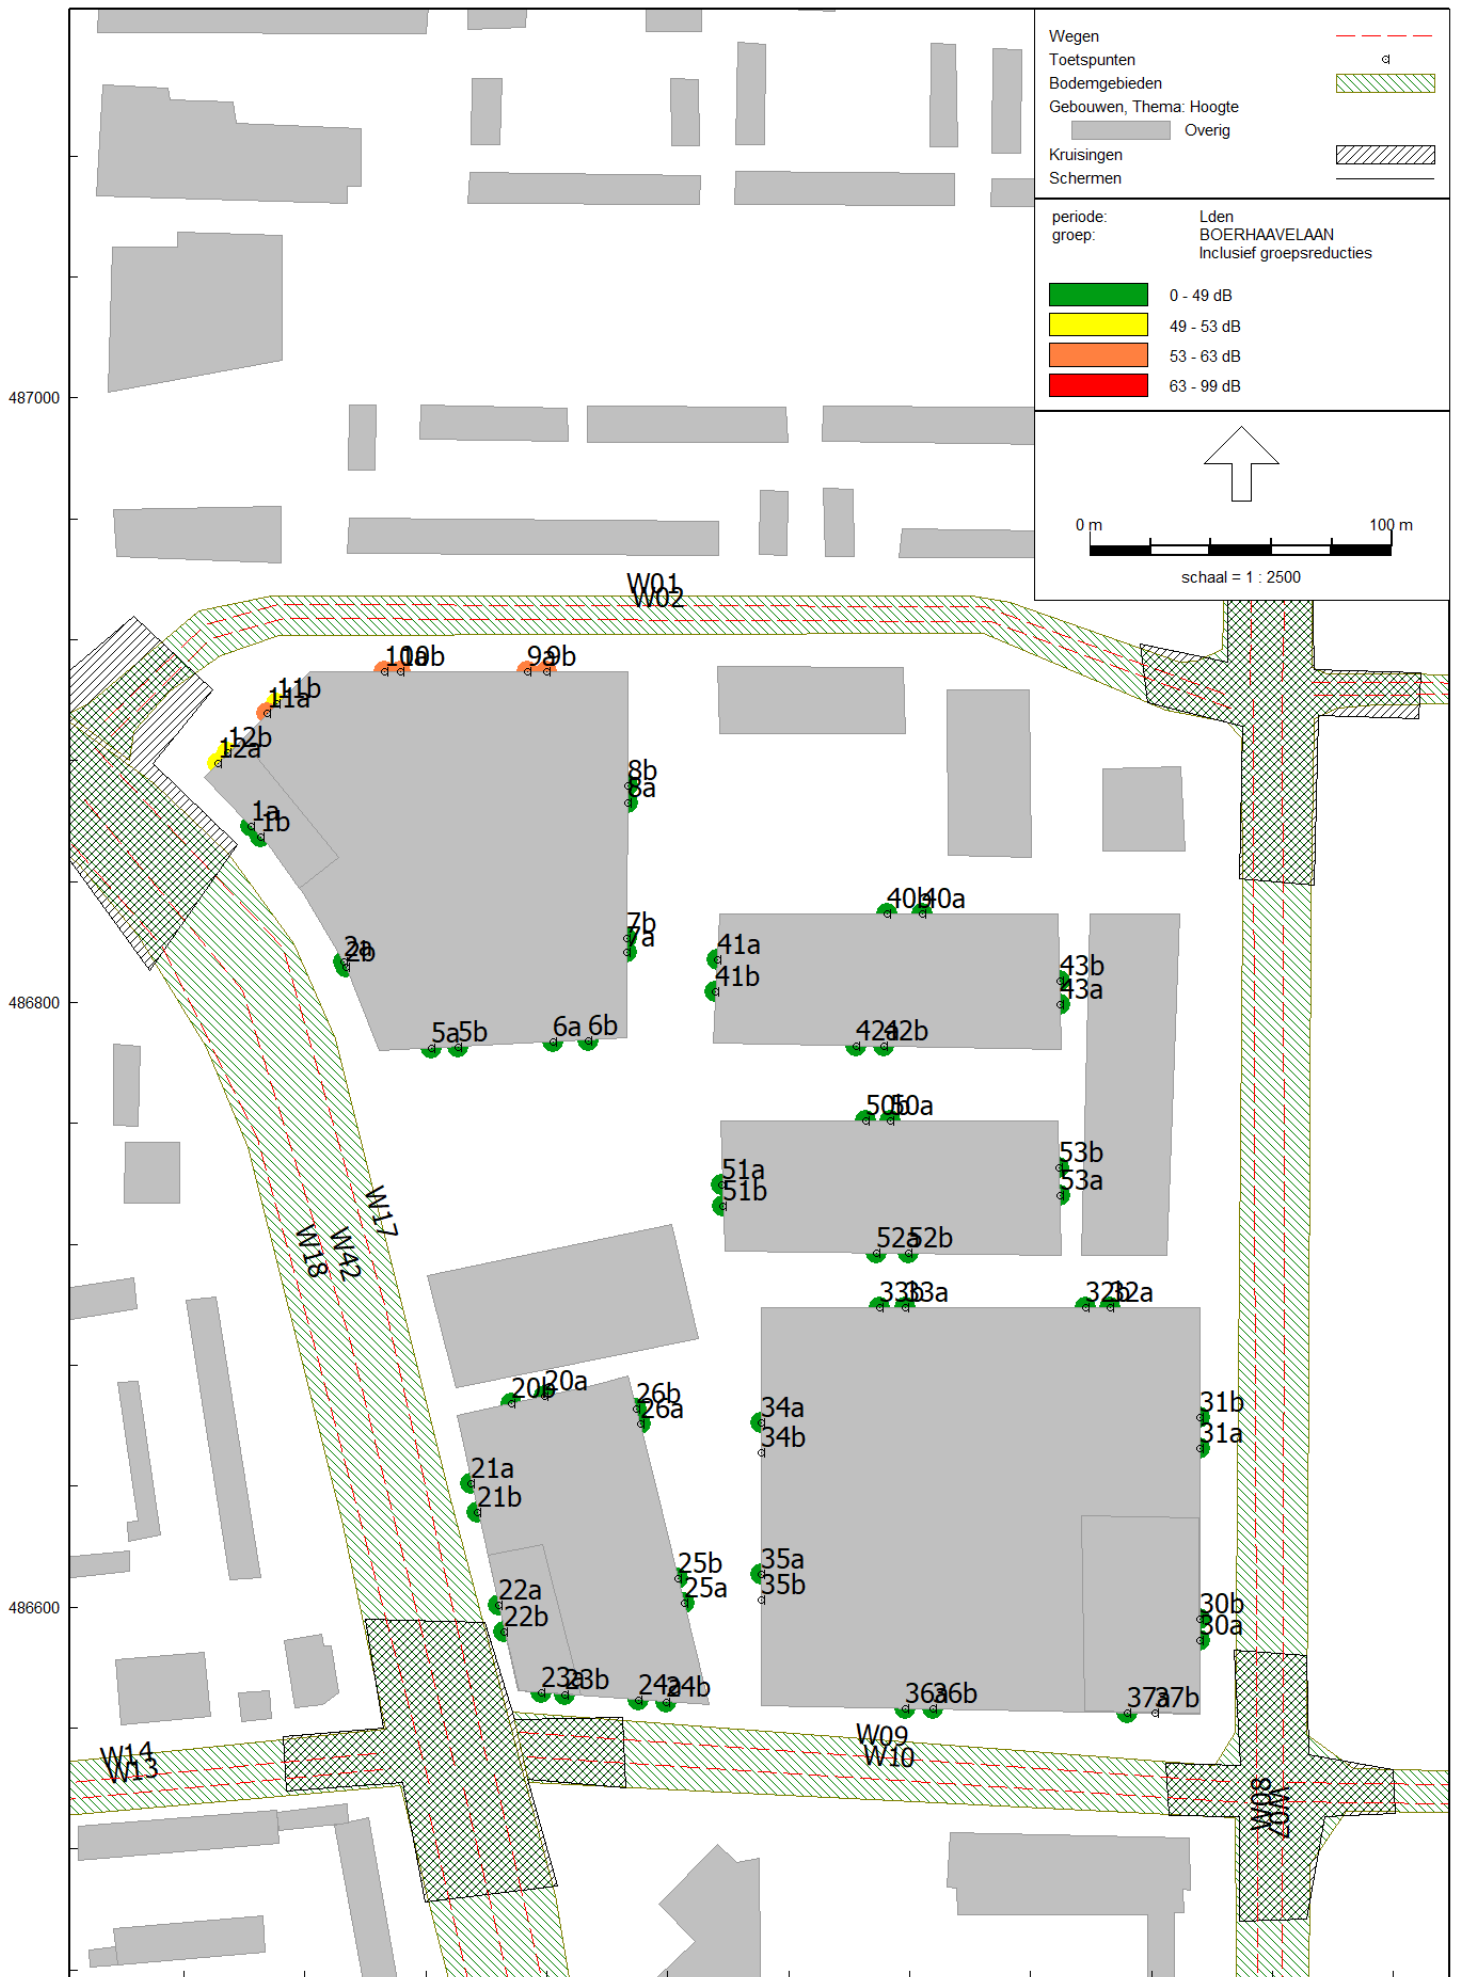 Wegen
Toetspunten
Bodemgebieden
Gebouwen, Thema: Hoogte
Overig
Kruisingen
Schermen
periode: Lden
groep: BOERHAAVELAAN
Inclusief groepsreducties
0 - 49 dB
49 - 53 dB
53 - 63 dB
63 - 99 dB
487000
0 m 100 m
schaal = 1 : 2500
W01
W02
10a 10b 9a 9b
11b
11a
12b
12a
8b
8a
1a
1b
40b 40a
7b
7a
2a
2b
41a
41b
43b
43a
486800
5a 5b 6a 6b
42a 42b
50b 50a
53b
53a
51a
51b
W17
W42
W18
52a 52b
33b 33a 32b 32a
20b 20a
26b
26a
34a
34b
31b
31a
21a
21b
25b
25a
35a
35b
22a
22b
486600
30b
30a
23a 23b 24a 24b
36a 36b 37a 37b
W09
W10
W14
W13
W08
W07